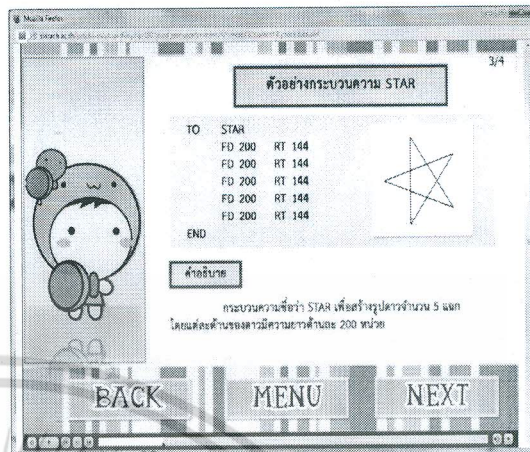 Mozilla Firefox
3/4
ตัวอย่างกระบวนความ STAR
TO STAR
FD 200 RT 144
FD 200 RT 144
FD 200 RT 144
FD 200 RT 144
FD 200 RT 144
END
คำอธิบาย
กระบวนความชื่อว่า STAR เพื่อสร้างรูปดาวจำนวน 5 แฉก
โดยแต่ละด้านของดาวมีความยาวด้านละ 200 หน่วย
BACK MENU NEXT